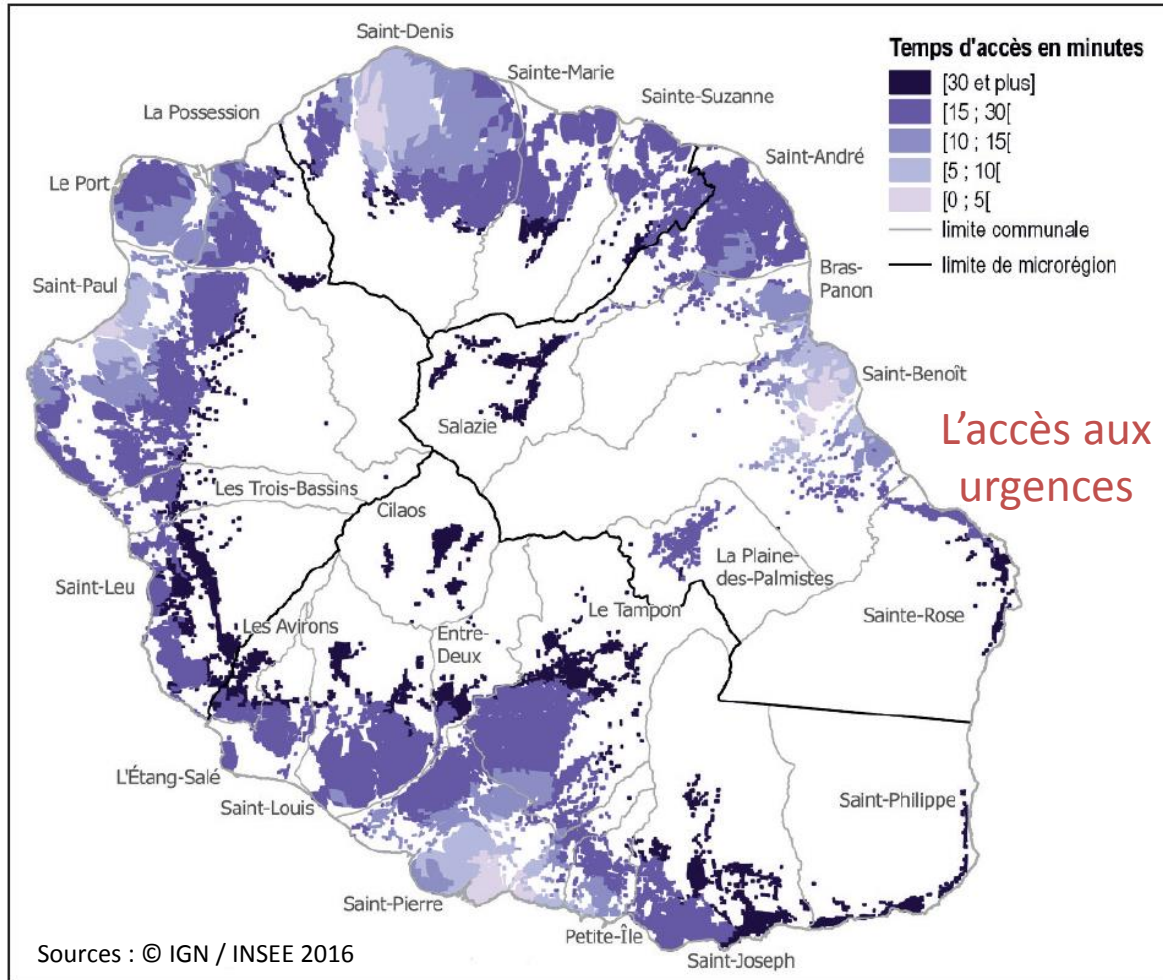 Saint-Denis
Sainte-Marie
Sainte-Suzanne
La Possession
Saint-André
Le Port
Saint-Paul
Bras-
Panon
Saint-Benoît
Salazie
Les Trois-Bassins
Cilaos
La Plaine-
des-Palmistes
Saint-Leu
Le Tampon
Sainte-Rose
Les Avirons
Entre-
Deux
L'Étang-Salé
Saint-Louis
Saint-Philippe
Saint-Pierre
Petite-Île
Saint-Joseph
Temps d'accès en minutes
[30 et plus]
[15 ; 30[
[10 ; 15[
[5 ; 10[
[0 ; 5[
limite communale
limite de microrégion
L'accès aux
urgences
Sources : © IGN / INSEE 2016